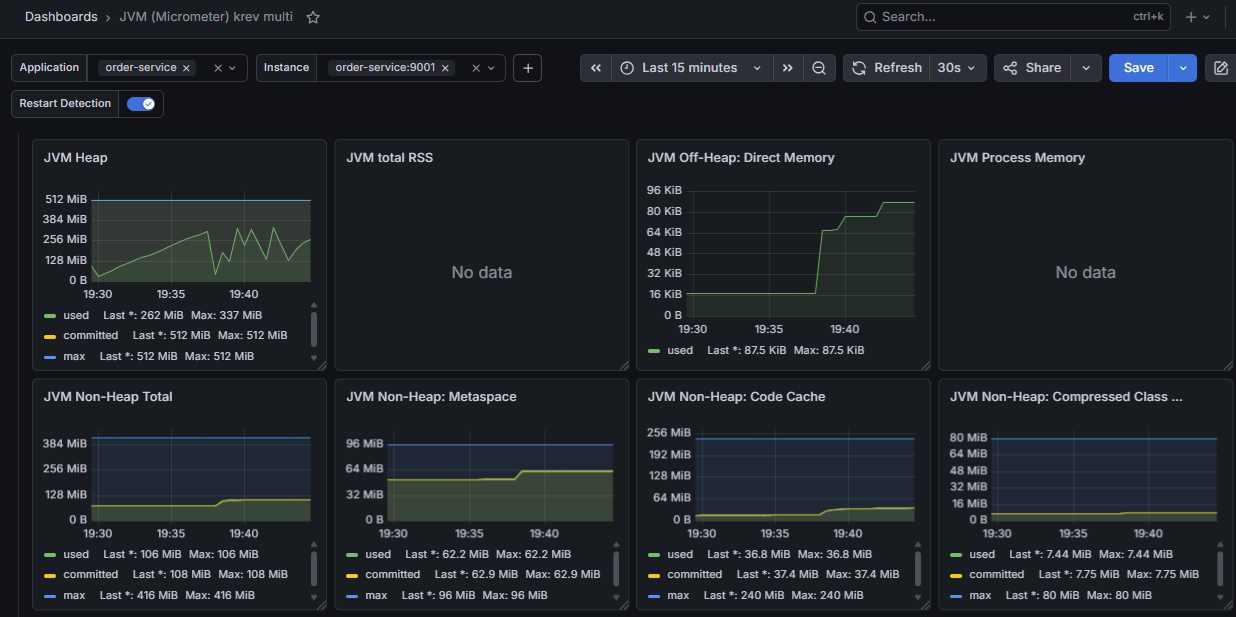 Dashboards › JVM (Micrometer) krev multi
Search... ctrl+k
Application order-service Instance order-service:9001 Last 15 minutes Refresh 30s Share Save
Restart Detection
JVM Heap
512 MiB
384 MiB
256 MiB
128 MiB
0 B
19:30 19:35 19:40
used Last *: 262 MiB Max: 337 MiB
committed Last *: 512 MiB Max: 512 MiB
max Last *: 512 MiB Max: 512 MiB
JVM total RSS
No data
JVM Off-Heap: Direct Memory
96 KiB
80 KiB
64 KiB
48 KiB
32 KiB
16 KiB
0 B
19:30 19:35 19:40
used Last *: 87.5 KiB Max: 87.5 KiB
JVM Process Memory
No data
JVM Non-Heap Total
384 MiB
256 MiB
128 MiB
0 B
19:30 19:35 19:40
used Last *: 106 MiB Max: 106 MiB
committed Last *: 108 MiB Max: 108 MiB
max Last *: 416 MiB Max: 416 MiB
JVM Non-Heap: Metaspace
96 MiB
64 MiB
32 MiB
0 B
19:30 19:35 19:40
used Last *: 62.2 MiB Max: 62.2 MiB
committed Last *: 62.9 MiB Max: 62.9 MiB
max Last *: 96 MiB Max: 96 MiB
JVM Non-Heap: Code Cache
256 MiB
192 MiB
128 MiB
64 MiB
0 B
19:30 19:35 19:40
used Last *: 36.8 MiB Max: 36.8 MiB
committed Last *: 37.4 MiB Max: 37.4 MiB
max Last *: 240 MiB Max: 240 MiB
JVM Non-Heap: Compressed Class ...
80 MiB
64 MiB
48 MiB
32 MiB
16 MiB
0 B
19:30 19:35 19:40
used Last *: 7.44 MiB Max: 7.44 MiB
committed Last *: 7.75 MiB Max: 7.75 MiB
max Last *: 80 MiB Max: 80 MiB